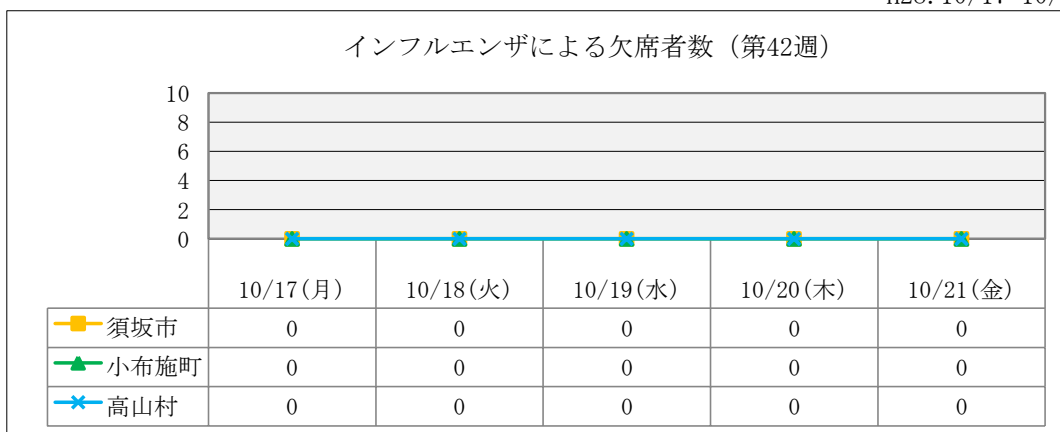 インフルエンザによる欠席者数（第42週）
10
8
6
4
2
0
10/17(月) 10/18(火) 10/19(水) 10/20(木) 10/21(金)
須坂市 0 0 0 0 0
小布施町 0 0 0 0 0
高山村 0 0 0 0 0